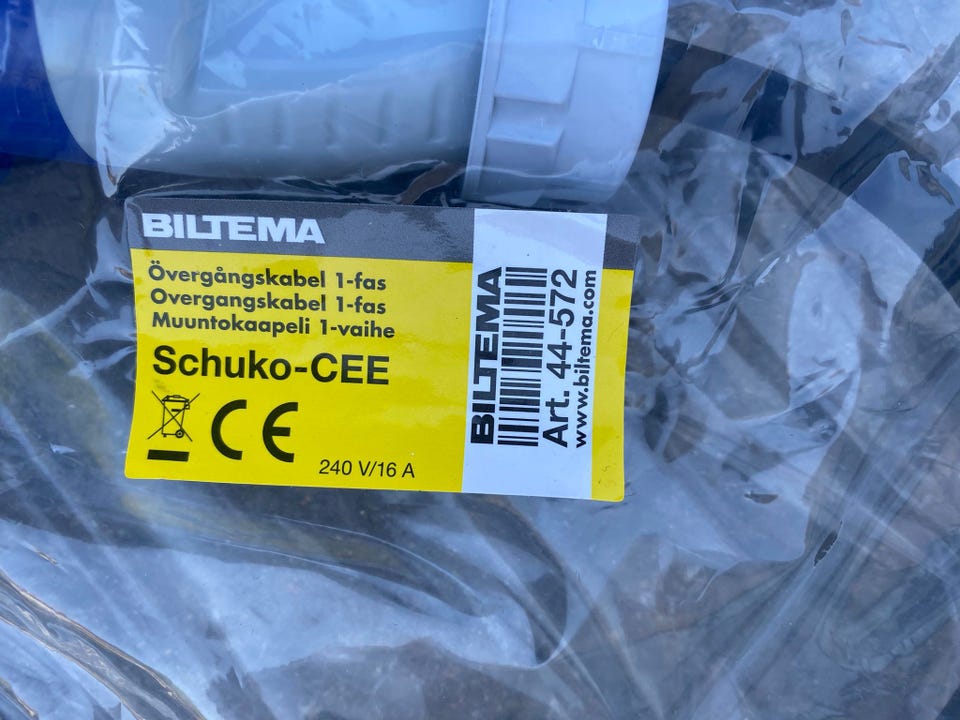 BILTEMA
Övergångskabel 1-fas
Overgangskabel 1-fas
Muuntokaapeli 1-vaihe
Schuko-CEE
CE
240 V/16 A
BILTEMA
Art. 44-572
www.biltema.com